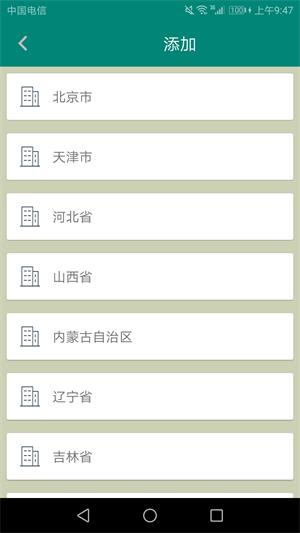 中国电信 36 100 上午9:47
添加
北京市
天津市
河北省
山西省
内蒙古自治区
辽宁省
吉林省